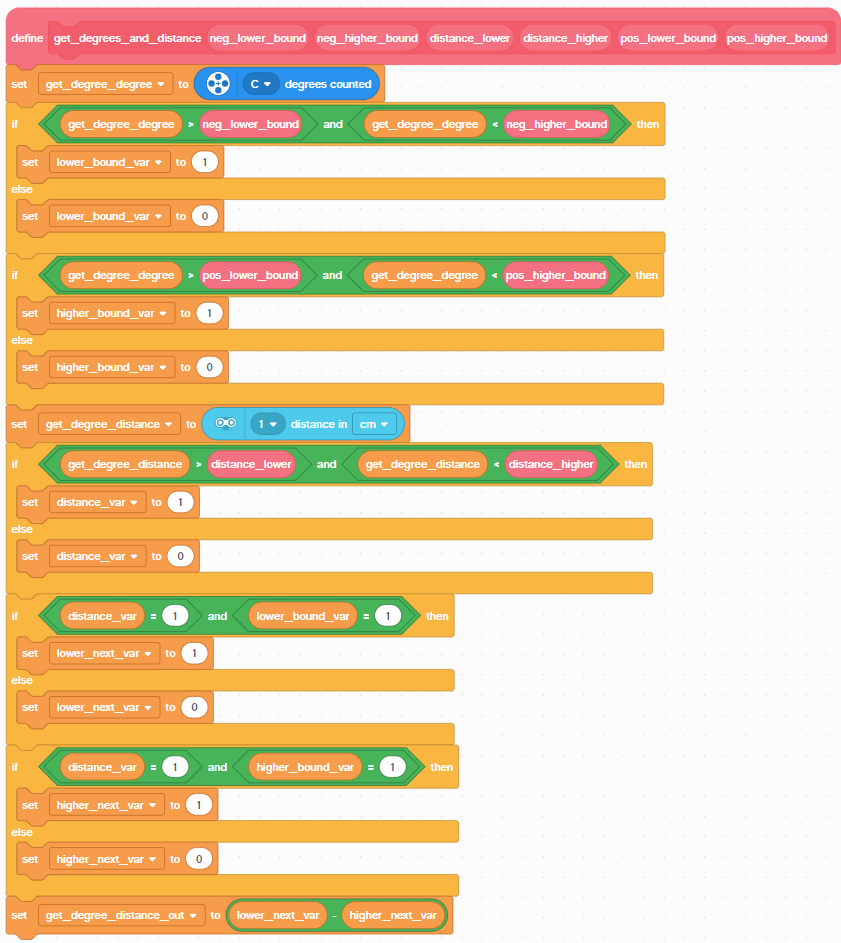 define get_degrees_and_distance neg_lower_bound neg_higher_bound distance_lower distance_higher pos_lower_bound pos_higher_bound
set get_degree_degree to C degrees counted
if get_degree_degree > neg_lower_bound and get_degree_degree < neg_higher_bound then
set lower_bound_var to 1
else
set lower_bound_var to 0
if get_degree_degree > pos_lower_bound and get_degree_degree < pos_higher_bound then
set higher_bound_var to 1
else
set higher_bound_var to 0
set get_degree_distance to 1 distance in cm
if get_degree_distance > distance_lower and get_degree_distance < distance_higher then
set distance_var to 1
else
set distance_var to 0
if distance_var = 1 and lower_bound_var = 1 then
set lower_next_var to 1
else
set lower_next_var to 0
if distance_var = 1 and higher_bound_var = 1 then
set higher_next_var to 1
else
set higher_next_var to 0
set get_degree_distance_out to lower_next_var - higher_next_var